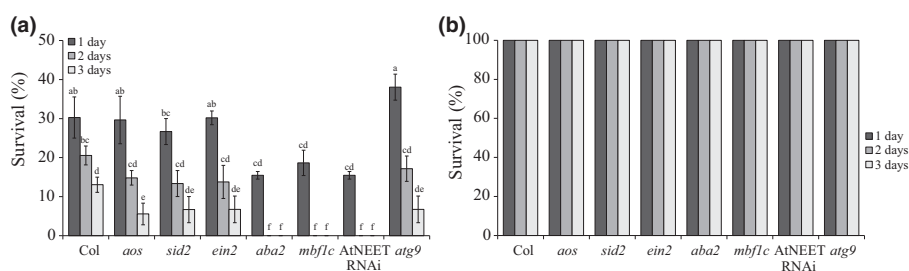 (a)
50
40
30
20
10
0
Survival (%)
1 day
2 days
3 days
ab bc d
ab cd e
bc cd de
ab cd de
cd f f
cd f f
cd f f
a cd de
Col aos sid2 ein2 aba2 mbf1c AtNEET atg9
RNAi
(b)
100
80
60
40
20
0
Survival (%)
1 day
2 days
3 days
Col aos sid2 ein2 aba2 mbf1c AtNEET atg9
RNAi